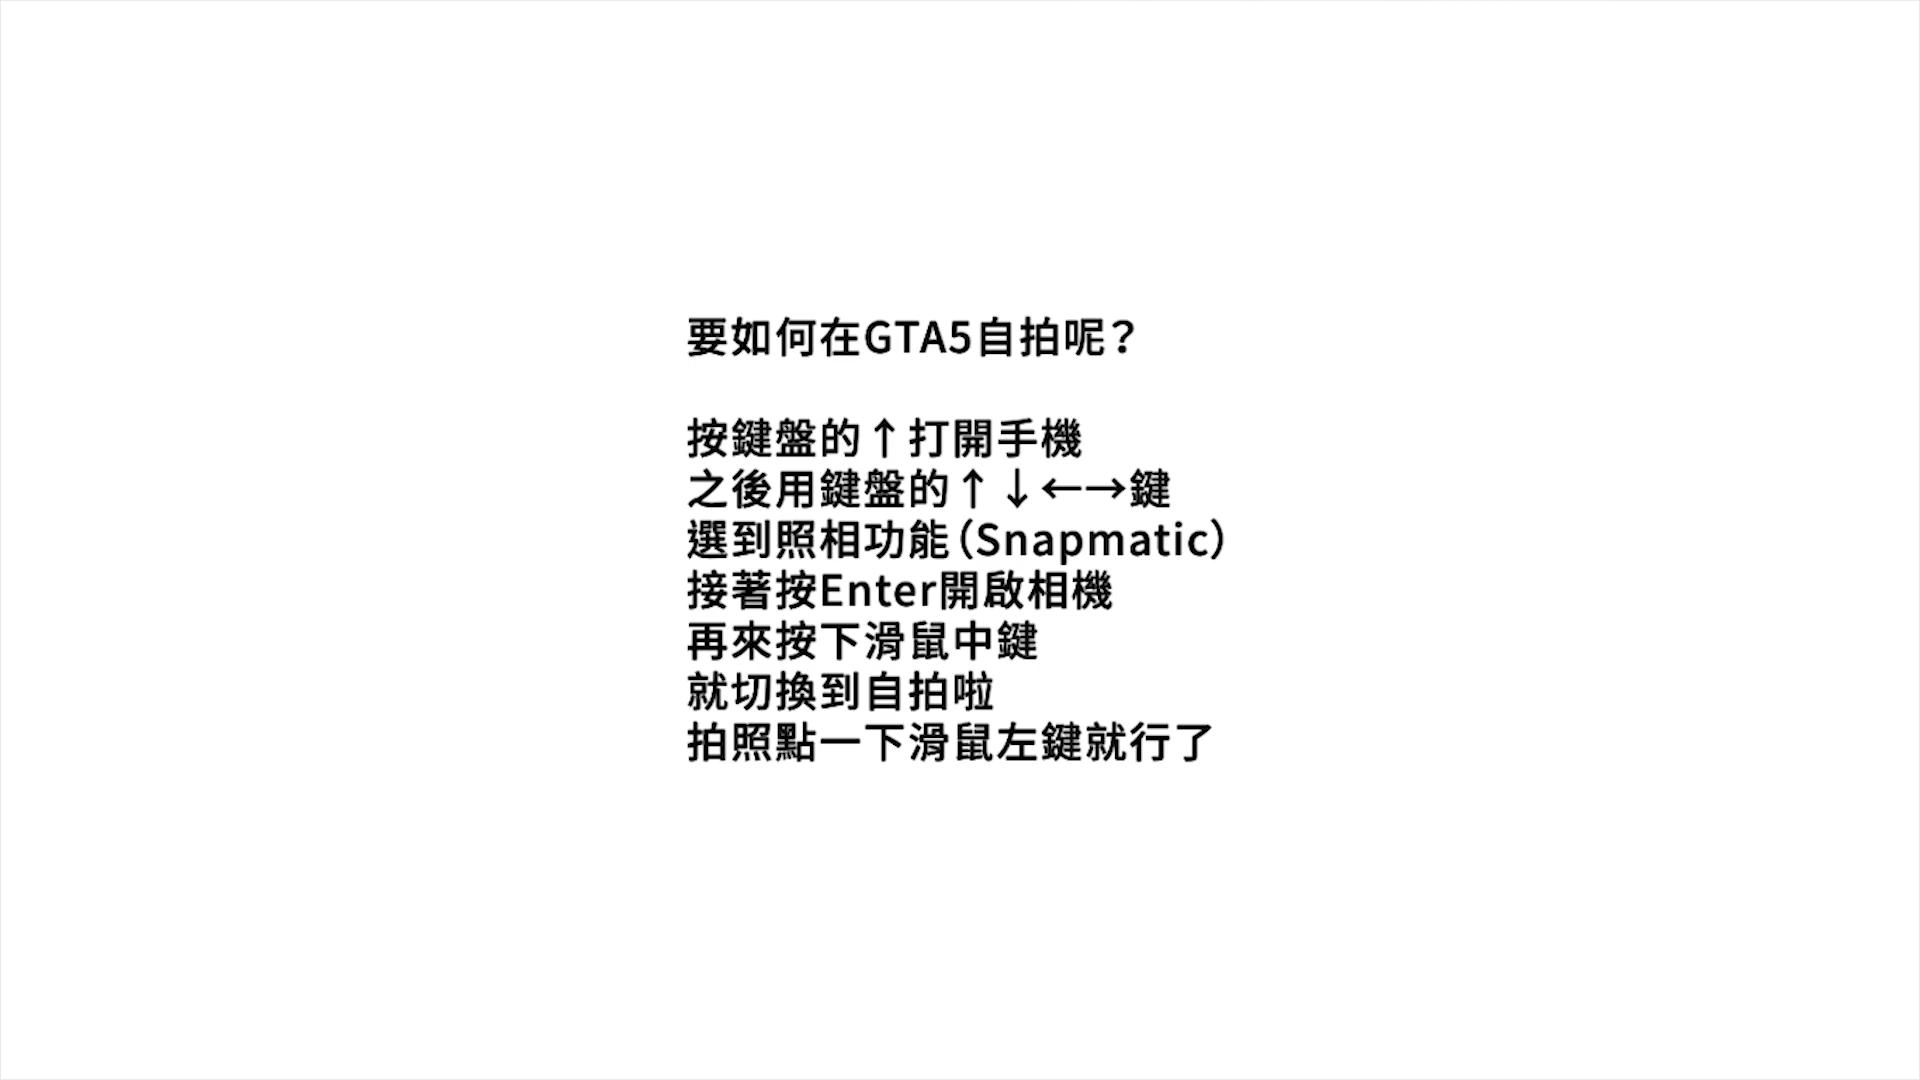 要如何在GTA5自拍呢？
按鍵盤的↑打開手機
之後用鍵盤的↑↓←→鍵
選到照相功能（Snapmatic）
接著按Enter開啟相機
再來按下滑鼠中鍵
就切換到自拍啦
拍照點一下滑鼠左鍵就行了